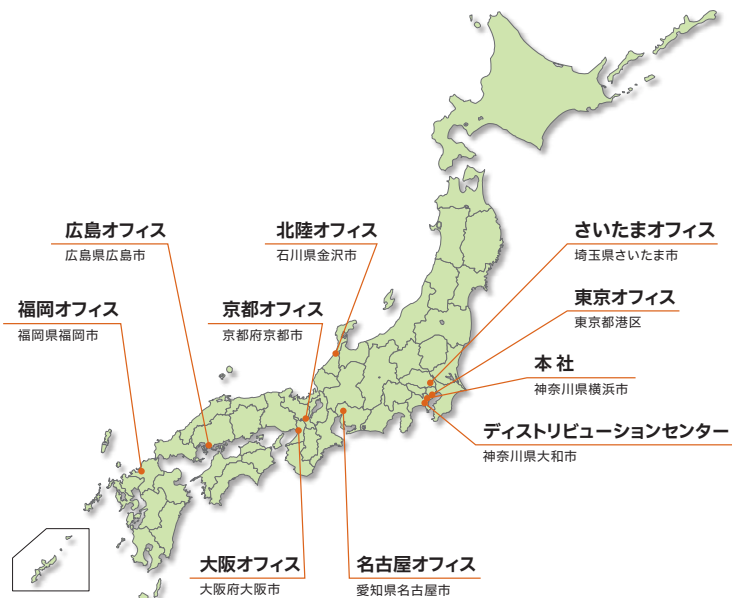 広島オフィス
広島県広島市
北陸オフィス
石川県金沢市
さいたまオフィス
埼玉県さいたま市
福岡オフィス
福岡県福岡市
京都オフィス
京都府京都市
東京オフィス
東京都港区
本 社
神奈川県横浜市
ディストリビューションセンター
神奈川県大和市
大阪オフィス
大阪府大阪市
名古屋オフィス
愛知県名古屋市